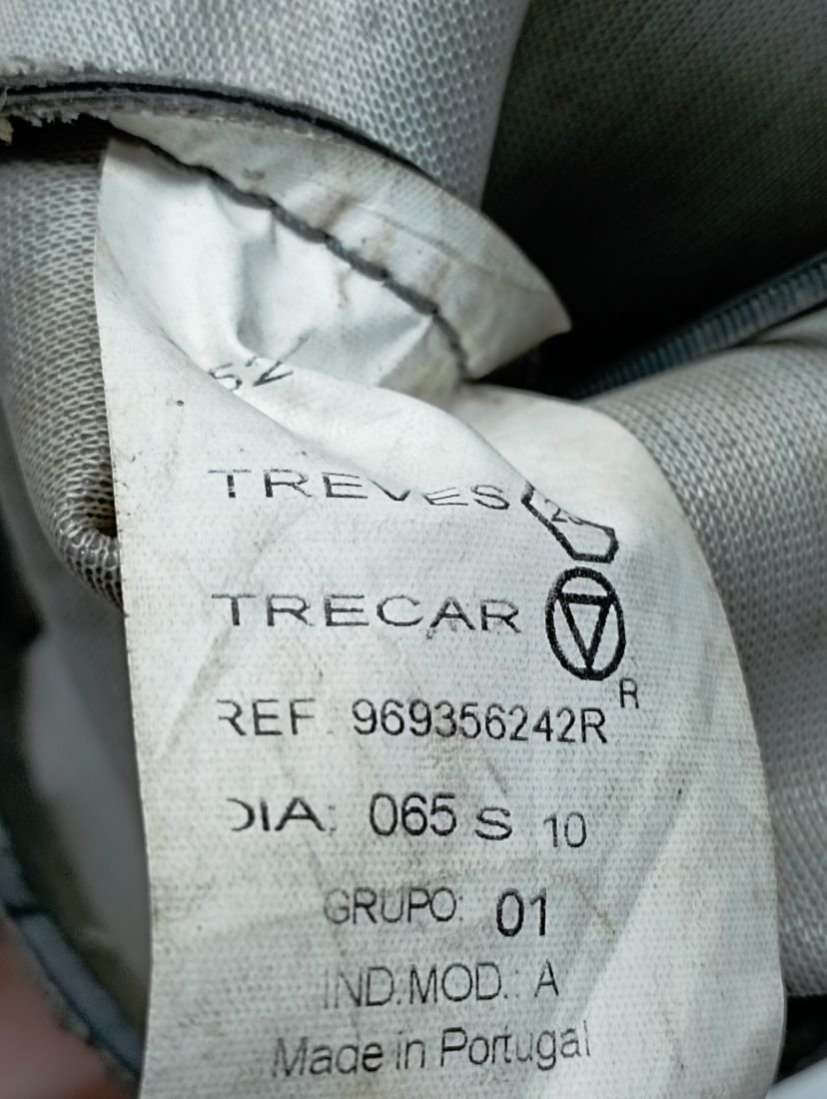 TREVES
TRECAR
R
REF. 969356242R
DIA: 065 S 10
GRUPO: 01
IND.MOD.: A
Made in Portugal